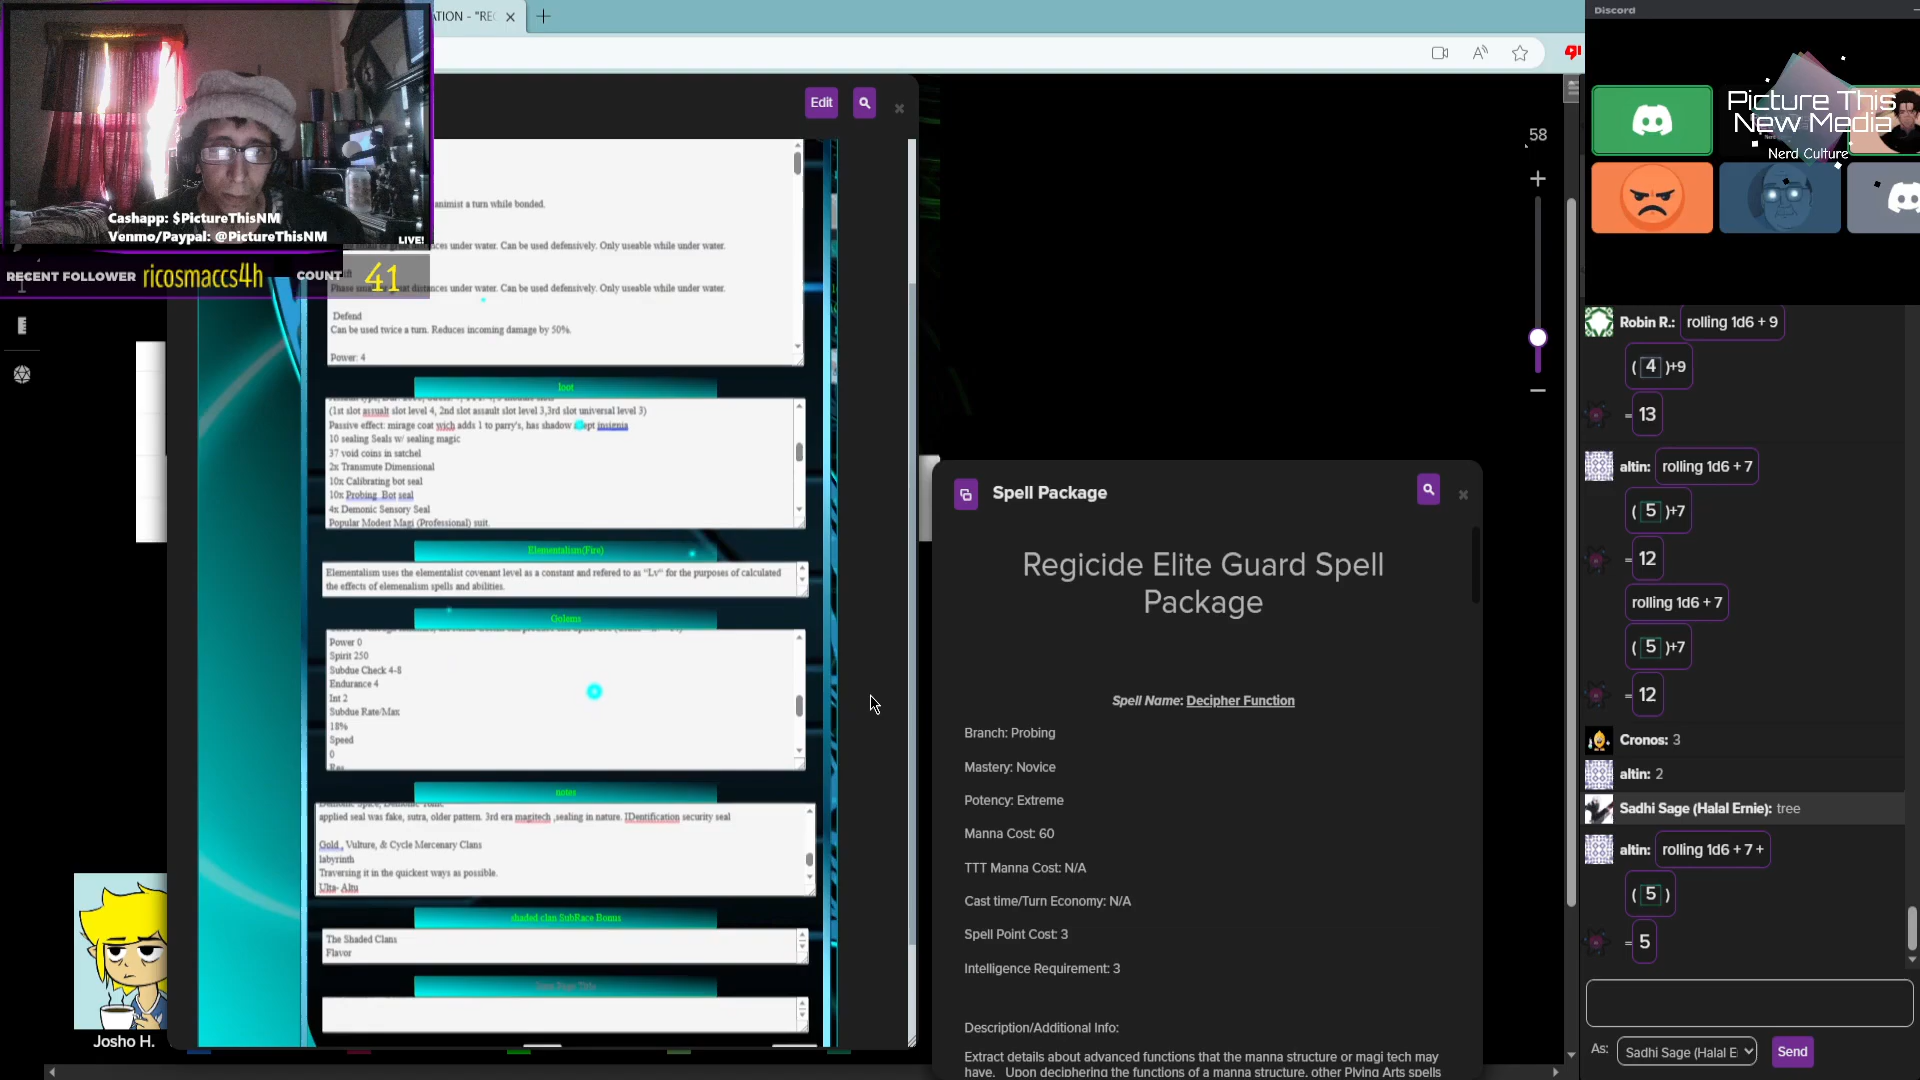 ATION - "REC
Cashapp: $PictureThisNM
Venmo/Paypal: @PictureThisNM
LIVE!
RECENT FOLLOWER ricosmaccs4h COUNT 41
Edit
animist a turn while bonded.
ces under water. Can be used defensively. Only useable while under water.
distances under water. Can be used defensively. Only useable while under water.
Defend
Can be used twice a turn. Reduces incoming damage by 50%.
Power: 4
loot
(1st slot assualt slot level 4, 2nd slot assault slot level 3,3rd slot universal level 3)
Passive effect: mirage coat wich adds 1 to parry's, has shadow insignia
10 sealing Seals w/ sealing magic
37 void coins in satchel
2x Transmute Dimensional
10x Calibrating bot seal
10x Probing Bot seal
4x Demonic Sensory Seal
Popular Modest Magi (Professional) suit.
Elementalism(Fire)
Elementalism uses the elementalist covenant level as a constant and refered to as "Lv" for the purposes of calculated
the effects of elemenalism spells and abilities.
Golems
Power 0
Spirit 250
Subdue Check 4-8
Endurance 4
Int 2
Subdue Rate/Max
18%
Speed
0
Res
notes
applied seal was fake, sutra, older pattern. 3rd era magitech ,sealing in nature. IDentification security seal
Gold , Vulture, & Cycle Mercenary Clans
labyrinth
Traversing it in the quickest ways as possible.
Ulta- Altu
shaded clan SubRace Bonus
The Shaded Clans
Flavor
Josho H.
58
Spell Package
Regicide Elite Guard Spell
Package
Spell Name: Decipher Function
Branch: Probing
Mastery: Novice
Potency: Extreme
Manna Cost: 60
TTT Manna Cost: N/A
Cast time/Turn Economy: N/A
Spell Point Cost: 3
Intelligence Requirement: 3
Description/Additional Info:
Extract details about advanced functions that the manna structure or magi tech may
have. Upon deciphering the functions of a manna structure, other Plying Arts spells
Discord
Picture This
New Media
Nerd Culture
Robin R.: rolling 1d6 + 9
( 4 )+9
= 13
altin: rolling 1d6 + 7
( 5 )+7
= 12
rolling 1d6 + 7
( 5 )+7
= 12
Cronos: 3
altin: 2
Sadhi Sage (Halal Ernie): tree
altin: rolling 1d6 + 7 +
( 5 )
= 5
As: Sadhi Sage (Halal E
Send